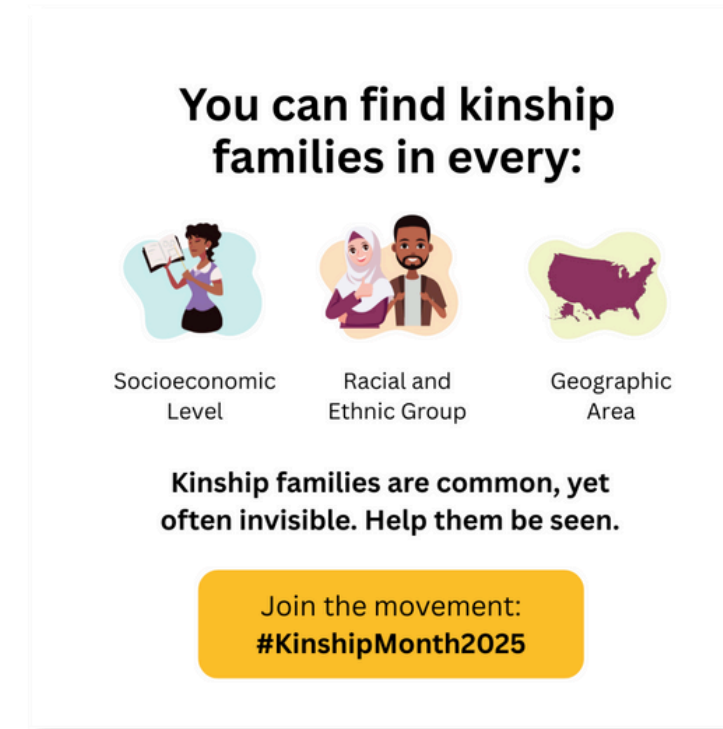 You can find kinship
families in every:
Socioeconomic
Level
Racial and
Ethnic Group
Geographic
Area
Kinship families are common, yet
often invisible. Help them be seen.
Join the movement:
#KinshipMonth2025